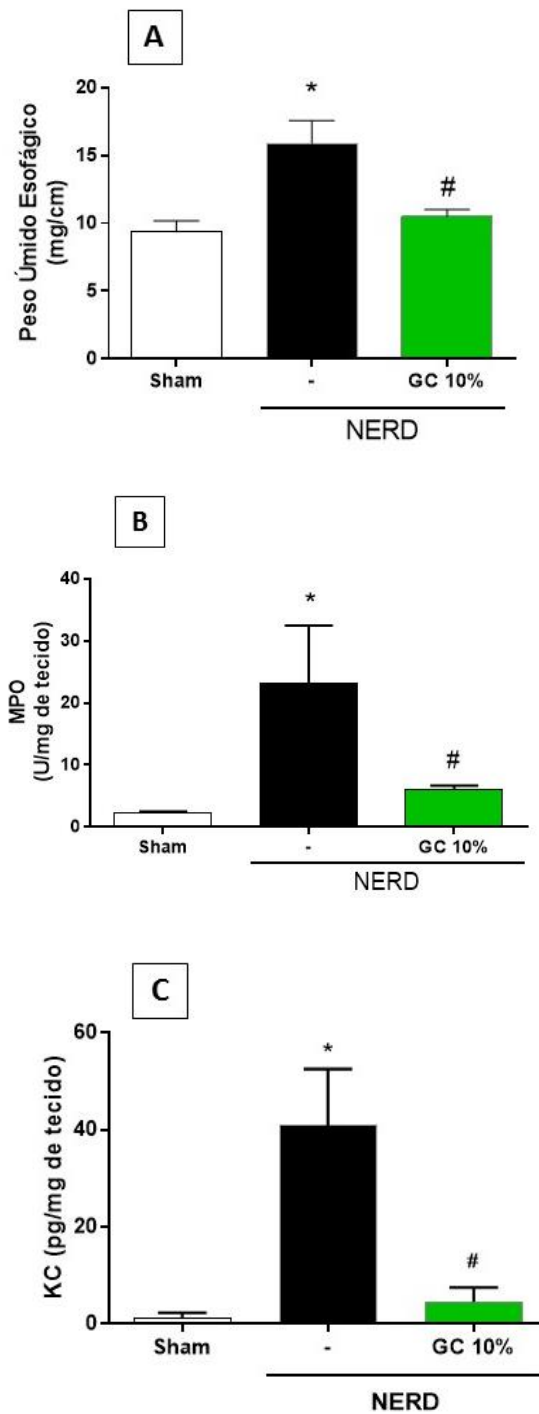 A
Peso Úmido Esofágico
(mg/cm)
20
15
10
5
0
*
#
Sham
-
GC 10%
NERD
B
MPO
(U/mg de tecido)
40
20
10
0
*
#
Sham
-
GC 10%
NERD
C
KC (pg/mg de tecido)
60
40
20
0
*
#
Sham
-
GC 10%
NERD